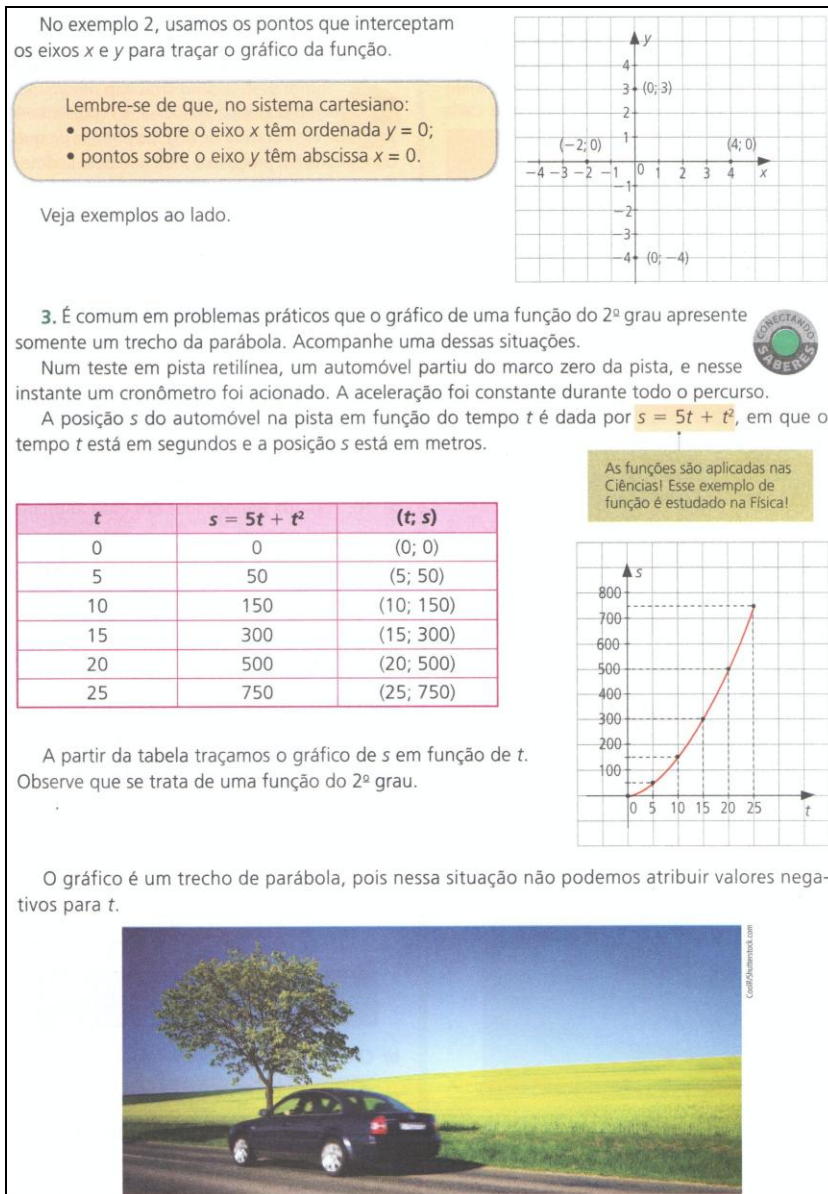 No exemplo 2, usamos os pontos que interceptam
os eixos x e y para traçar o gráfico da função.
Lembre-se de que, no sistema cartesiano:
• pontos sobre o eixo x têm ordenada y = 0;
• pontos sobre o eixo y têm abscissa x = 0.
Veja exemplos ao lado.
y
4
3 (0; 3)
2
1
(−2; 0) (4; 0)
−4 −3 −2 −1 0 1 2 3 4 x
−1
−2
−3
−4 (0; −4)
3. É comum em problemas práticos que o gráfico de uma função do 2º grau apresente
somente um trecho da parábola. Acompanhe uma dessas situações.
CONECTANDO
SABERES
Num teste em pista retilínea, um automóvel partiu do marco zero da pista, e nesse
instante um cronômetro foi acionado. A aceleração foi constante durante todo o percurso.
A posição s do automóvel na pista em função do tempo t é dada por s = 5t + t², em que o
tempo t está em segundos e a posição s está em metros.
As funções são aplicadas nas
Ciências! Esse exemplo de
função é estudado na Física!
t s = 5t + t² (t; s)
0 0 (0; 0)
5 50 (5; 50)
10 150 (10; 150)
15 300 (15; 300)
20 500 (20; 500)
25 750 (25; 750)
s
800
700
600
500
400
300
200
100
0 5 10 15 20 25 t
A partir da tabela traçamos o gráfico de s em função de t.
Observe que se trata de uma função do 2º grau.
O gráfico é um trecho de parábola, pois nessa situação não podemos atribuir valores nega-
tivos para t.
CoolR/Shutterstock.com